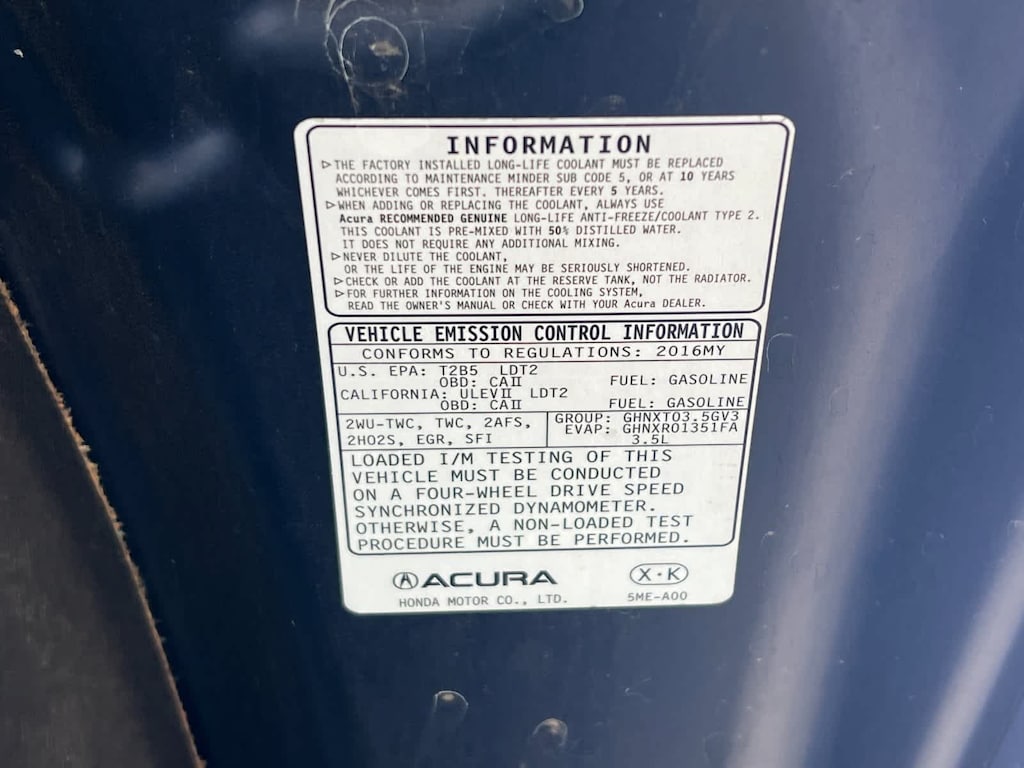 INFORMATION
▷THE FACTORY INSTALLED LONG-LIFE COOLANT MUST BE REPLACED
ACCORDING TO MAINTENANCE MINDER SUB CODE 5, OR AT 10 YEARS
WHICHEVER COMES FIRST. THEREAFTER EVERY 5 YEARS.
▷WHEN ADDING OR REPLACING THE COOLANT, ALWAYS USE
Acura RECOMMENDED GENUINE LONG-LIFE ANTI-FREEZE/COOLANT TYPE 2.
THIS COOLANT IS PRE-MIXED WITH 50% DISTILLED WATER.
IT DOES NOT REQUIRE ANY ADDITIONAL MIXING.
▷NEVER DILUTE THE COOLANT,
OR THE LIFE OF THE ENGINE MAY BE SERIOUSLY SHORTENED.
▷CHECK OR ADD THE COOLANT AT THE RESERVE TANK, NOT THE RADIATOR.
▷FOR FURTHER INFORMATION ON THE COOLING SYSTEM,
READ THE OWNER'S MANUAL OR CHECK WITH YOUR Acura DEALER.
VEHICLE EMISSION CONTROL INFORMATION
CONFORMS TO REGULATIONS: 2016MY
U.S. EPA: T2B5 LDT2
OBD: CAII FUEL: GASOLINE
CALIFORNIA: ULEVII LDT2
OBD: CAII FUEL: GASOLINE
2WU-TWC, TWC, 2AFS,
2HO2S, EGR, SFI
GROUP: GHNXT03.5GV3
EVAP: GHNXR01351FA
3.5L
LOADED I/M TESTING OF THIS
VEHICLE MUST BE CONDUCTED
ON A FOUR-WHEEL DRIVE SPEED
SYNCHRONIZED DYNAMOMETER.
OTHERWISE, A NON-LOADED TEST
PROCEDURE MUST BE PERFORMED.
ACURA X·K
HONDA MOTOR CO., LTD. 5ME-A00